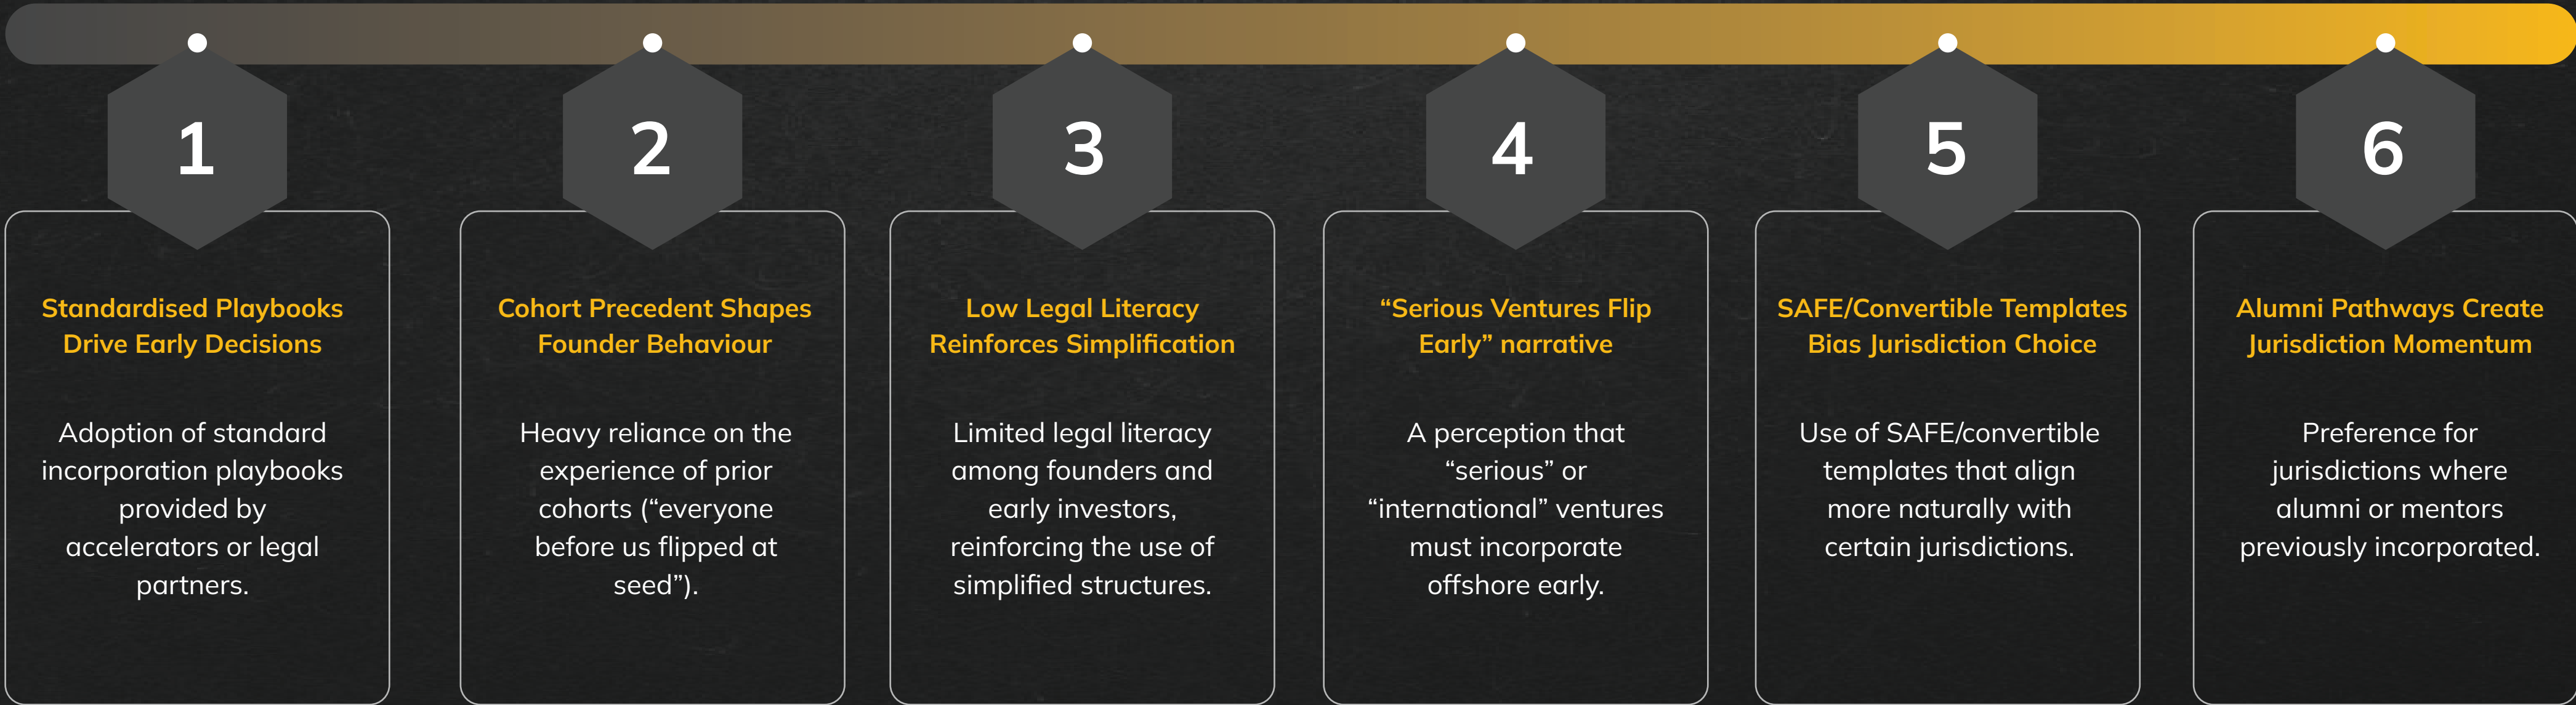 1
Standardised Playbooks
Drive Early Decisions
Adoption of standard
incorporation playbooks
provided by
accelerators or legal
partners.
2
Cohort Precedent Shapes
Founder Behaviour
Heavy reliance on the
experience of prior
cohorts (“everyone
before us flipped at
seed”).
3
Low Legal Literacy
Reinforces Simplification
Limited legal literacy
among founders and
early investors,
reinforcing the use of
simplified structures.
4
“Serious Ventures Flip
Early” narrative
A perception that
“serious” or
“international” ventures
must incorporate
offshore early.
5
SAFE/Convertible Templates
Bias Jurisdiction Choice
Use of SAFE/convertible
templates that align
more naturally with
certain jurisdictions.
6
Alumni Pathways Create
Jurisdiction Momentum
Preference for
jurisdictions where
alumni or mentors
previously incorporated.